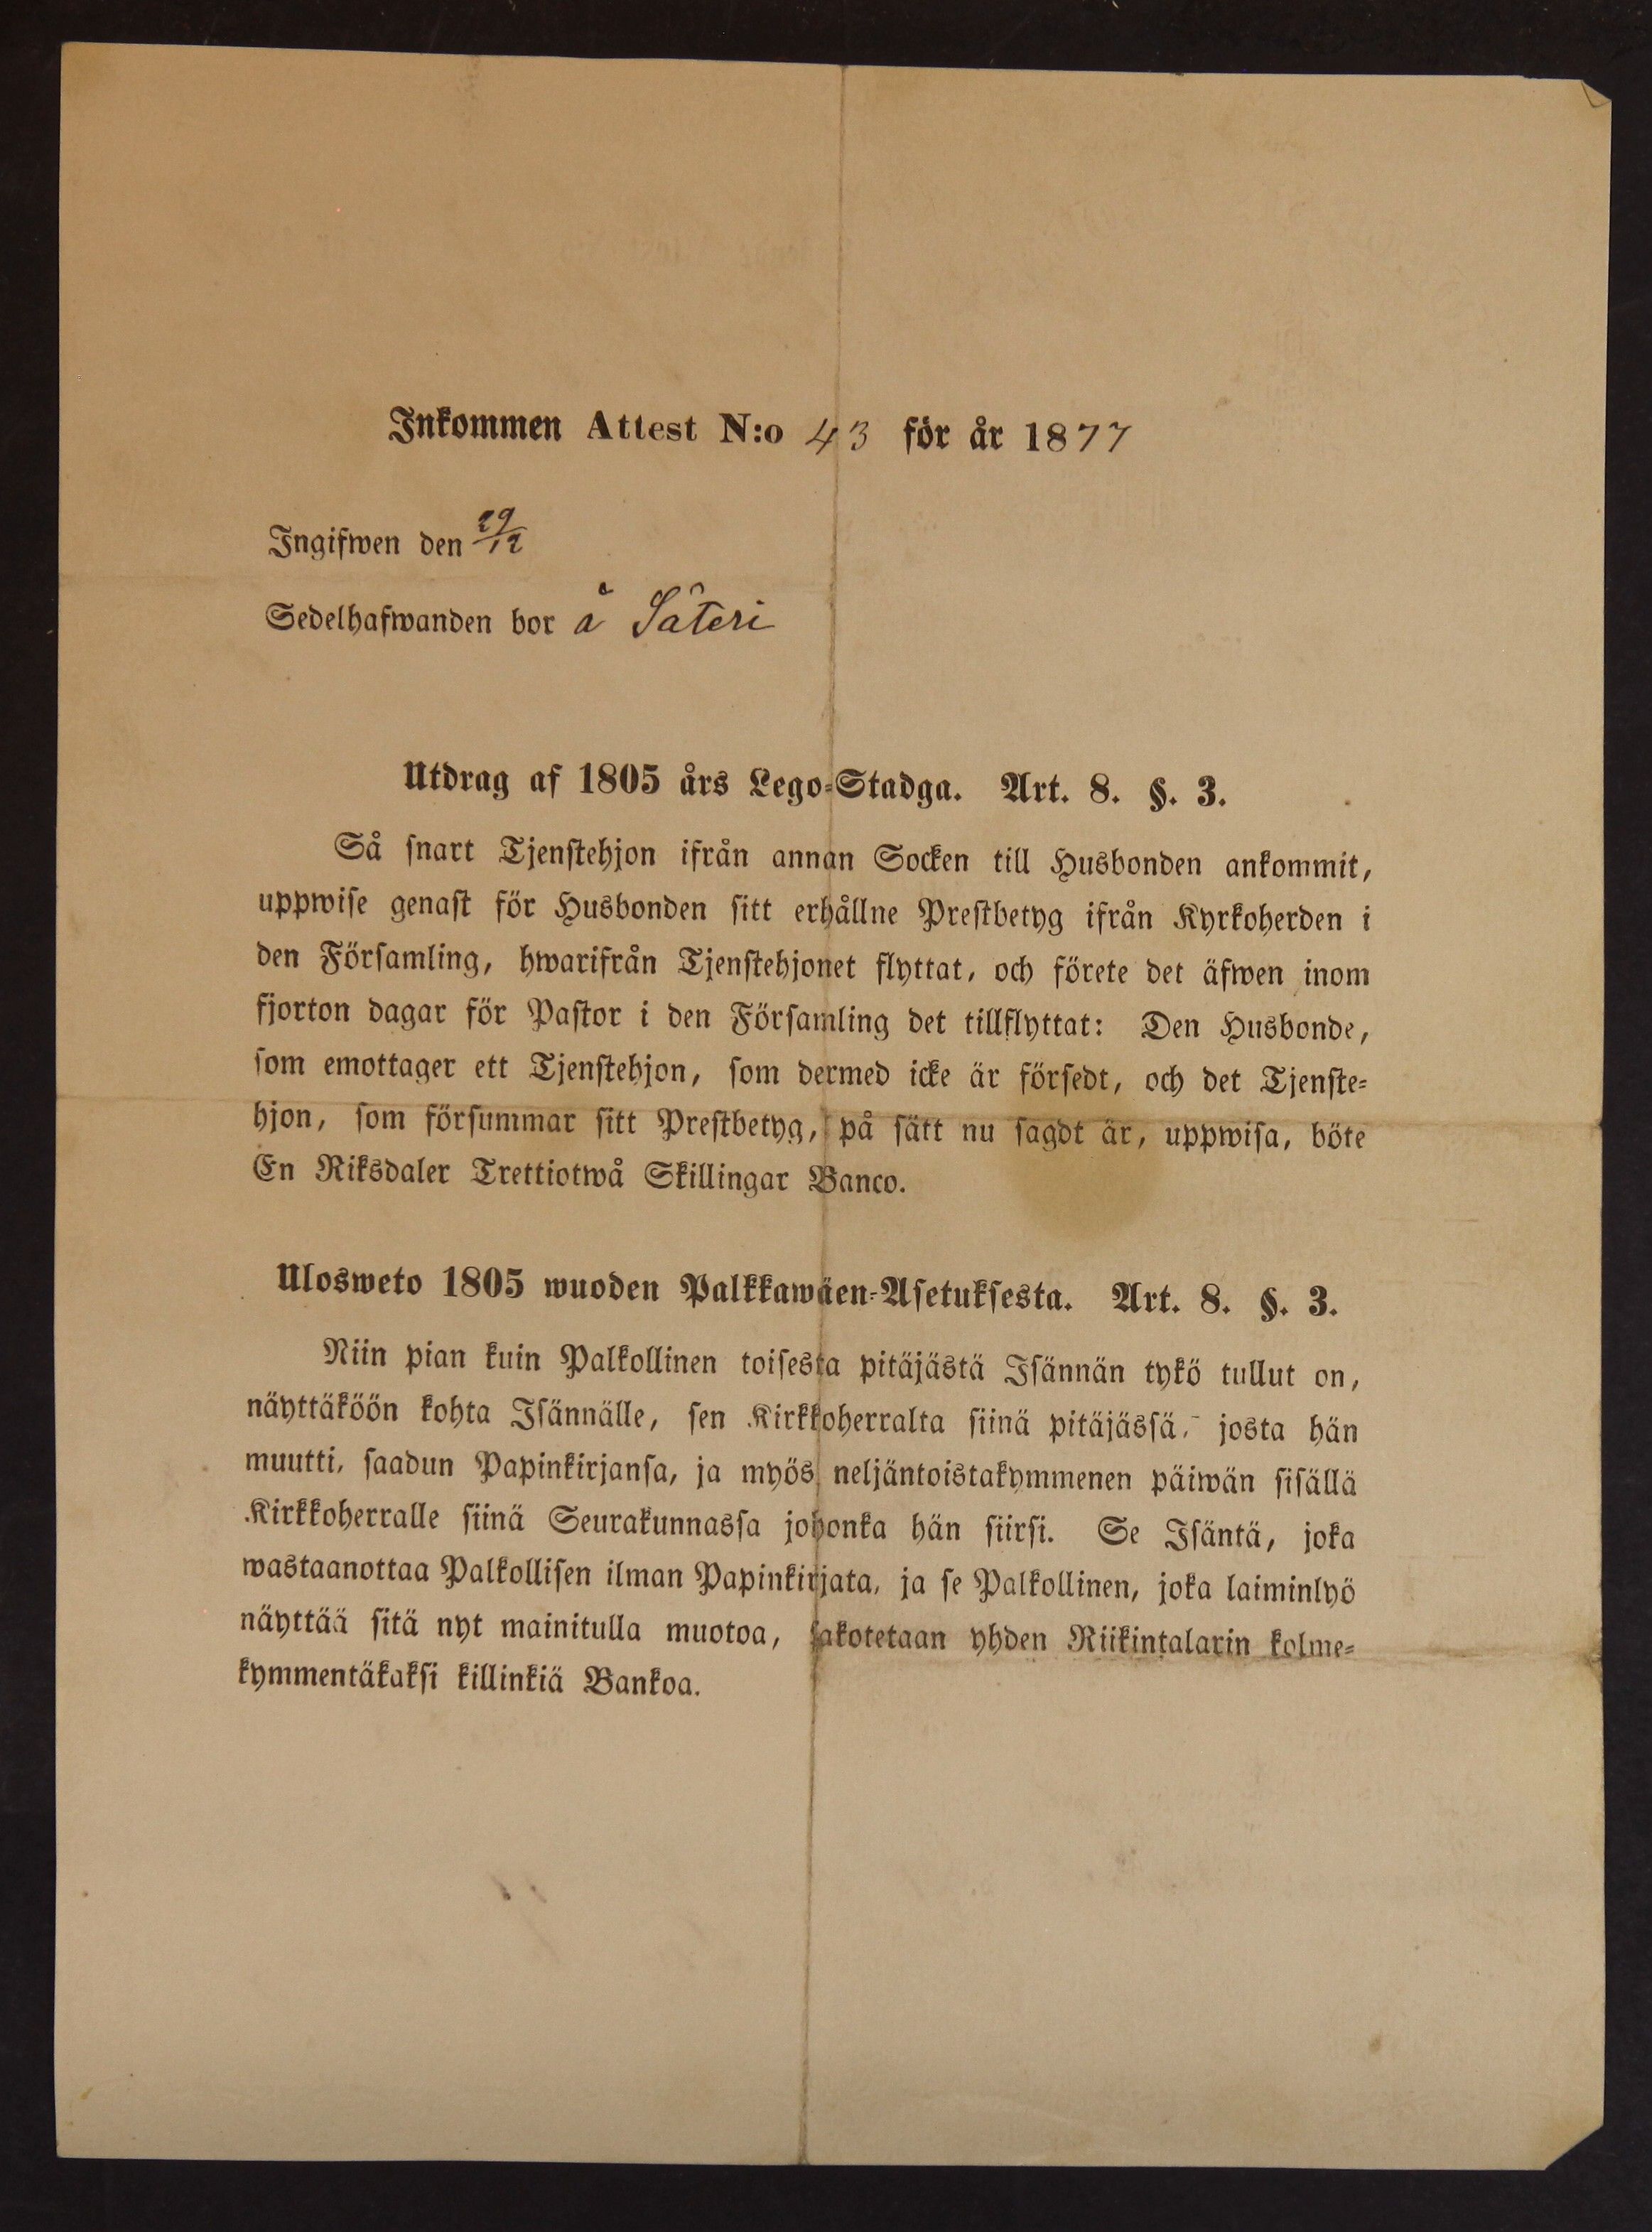 Inkommen Attest N:o 43 för år 1877
Ingifwen den 29/12
Sedelhafwanden bor å Säteri
Utdrag af 1805 års Lego-Stadga. Art. 8. §. 3.
Så snart Tjenstehjon ifrån annan Socken till Husbonden ankommit,
uppwise genast för Husbonden sitt erhållne Prestbetyg ifrån Kyrkoherden i
den Församling, hwarifrån Tjenstehjonet flyttat, och förete det äfwen inom
fjorton dagar för Pastor i den Församling det tillflyttat: Den Husbonde,
som emottager ett Tjenstehjon, som dermed icke är försedt, och det Tjenste-
hjon, som försummar sitt Prestbetyg, på sätt nu sagdt är, uppwisa, böte
En Riksdaler Trettiotwå Skillingar Banco.
Ulosweto 1805 wuoden Palkkawäen-Asetuksesta. Art. 8. §. 3.
Niin pian kuin Palkollinen toisesta pitäjästä Isännän tykö tullut on,
näyttäköön kohta Isännälle, sen Kirkkoherralta siinä pitäjässä, josta hän
muutti, saadun Papinkirjansa, ja myös neljäntoistakymmenen päiwän sisällä
Kirkkoherralle siinä Seurakunnassa johonka hän siirsi. Se Isäntä, joka
wastaanottaa Palkollisen ilman Papinkirjata, ja se Palkollinen, joka laiminlyö
näyttää sitä nyt mainitulla muotoa, sakotetaan yhden Riikintalarin kolme-
kymmentäkaksi killinkiä Bankoa.